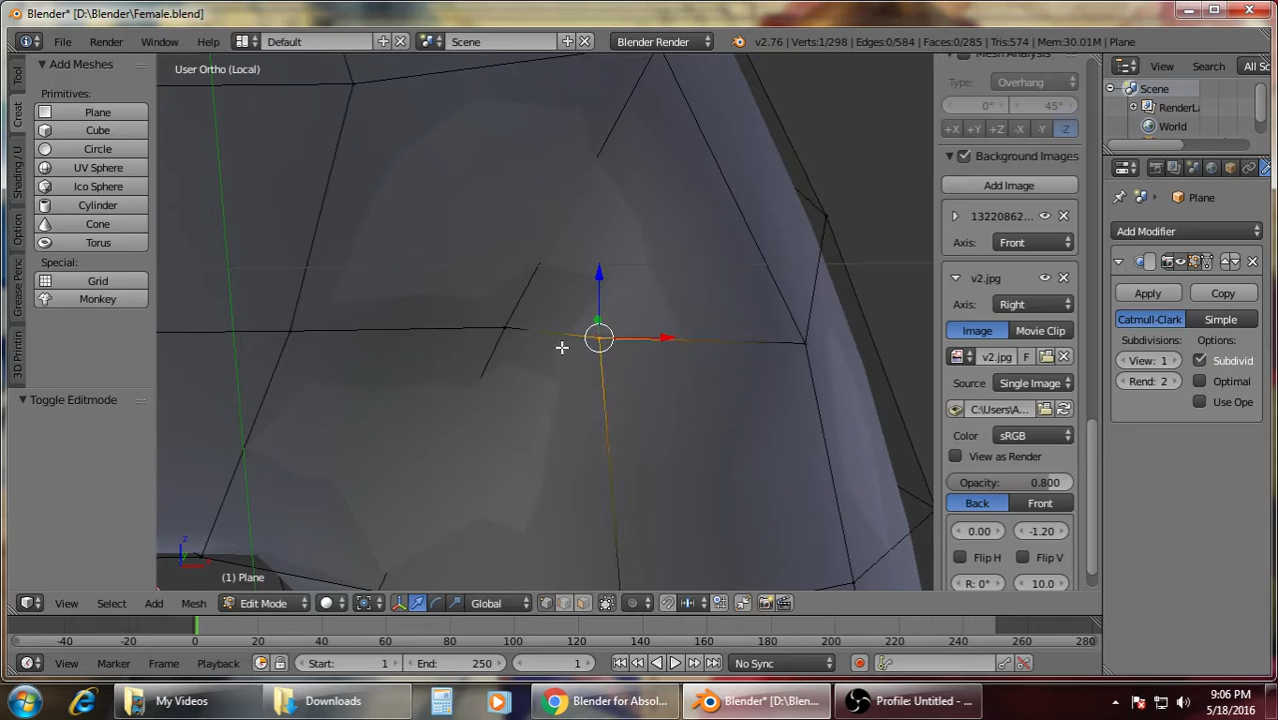 Blender* [D:\Blender\Female.blend]
File Render Window Help Default Scene Blender Render v2.76 | Verts:1/298 | Edges:0/584 | Faces:0/285 | Tris:574 | Mem:30.01M | Plane
Tool
Creat
Shading / U
Option
Grease Penc
3D Printin
Add Meshes
Primitives:
Plane
Cube
Circle
UV Sphere
Ico Sphere
Cylinder
Cone
Torus
Special:
Grid
Monkey
Toggle Editmode
User Ortho (Local)
z
(1) Plane
Mesh Analysis
Type: Overhang
0° 45°
+X +Y +Z -X -Y -Z
Background Images
Add Image
13220862...
Axis: Front
v2.jpg
Axis: Right
Image Movie Clip
v2.jpg F
Source Single Image
C:\Users\A...
Color sRGB
View as Render
Opacity: 0.800
Back Front
0.00 -1.20
Flip H Flip V
R: 0° 10.0
View Search All Sc
Scene
RenderLa
World
Plane
Add Modifier
Apply Copy
Catmull-Clark Simple
Subdivisions: Options:
View: 1 Subdivid
Rend: 2 Optimal
Use Ope
View Select Add Mesh Edit Mode Global
-40 -20 0 20 40 60 80 100 120 140 160 180 200 220 240 260 280
View Marker Frame Playback Start: 1 End: 250 1 No Sync
My Videos Downloads Blender for Absol... Blender* [D:\Blen... Profile: Untitled - ...
9:06 PM
5/18/2016